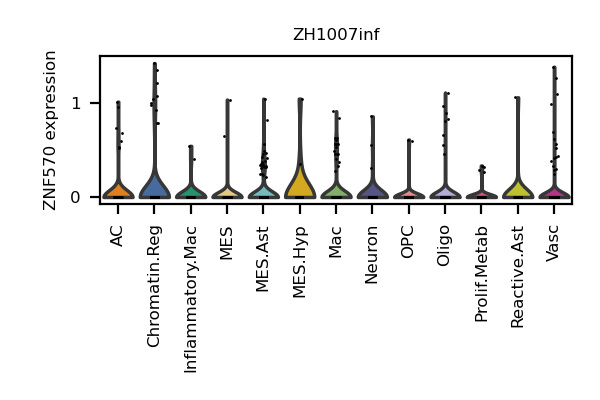 ZH1007inf
ZNF570 expression
1
0
AC
Chromatin.Reg
Inflammatory.Mac
MES
MES.Ast
MES.Hyp
Mac
Neuron
OPC
Oligo
Prolif.Metab
Reactive.Ast
Vasc